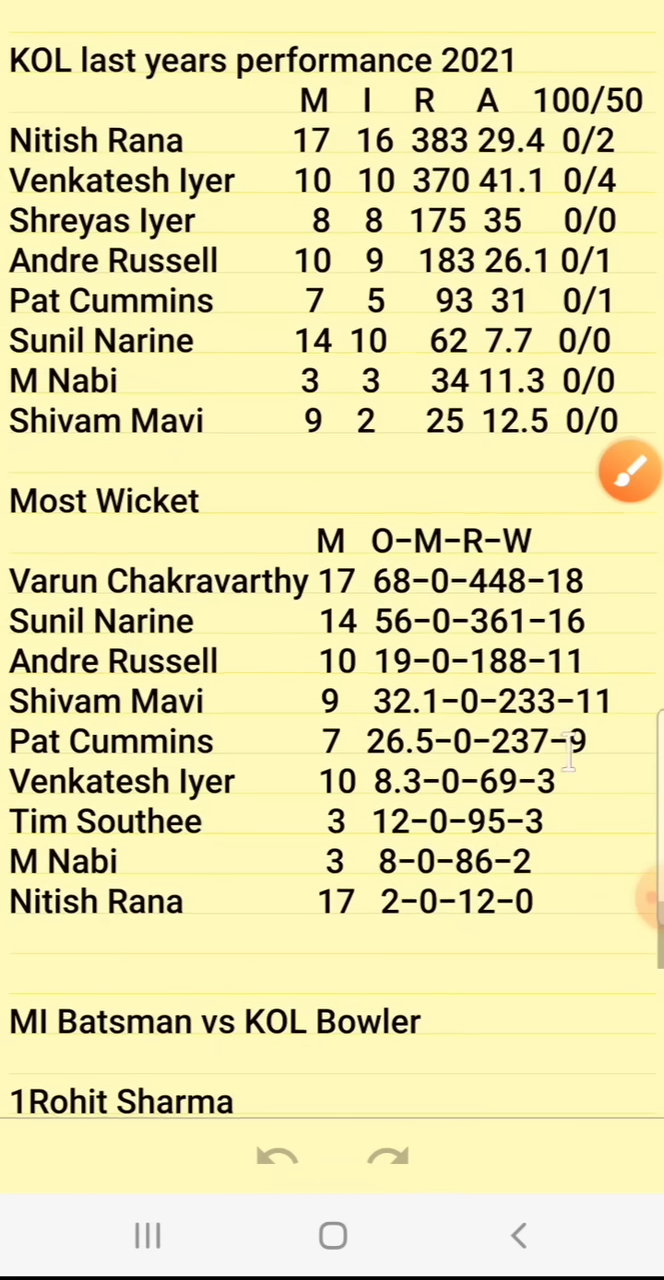 KOL last years performance 2021
M I R A 100/50
Nitish Rana 17 16 383 29.4 0/2
Venkatesh Iyer 10 10 370 41.1 0/4
Shreyas Iyer 8 8 175 35 0/0
Andre Russell 10 9 183 26.1 0/1
Pat Cummins 7 5 93 31 0/1
Sunil Narine 14 10 62 7.7 0/0
M Nabi 3 3 34 11.3 0/0
Shivam Mavi 9 2 25 12.5 0/0
Most Wicket
M O-M-R-W
Varun Chakravarthy 17 68-0-448-18
Sunil Narine 14 56-0-361-16
Andre Russell 10 19-0-188-11
Shivam Mavi 9 32.1-0-233-11
Pat Cummins 7 26.5-0-237-9
Venkatesh Iyer 10 8.3-0-69-3
Tim Southee 3 12-0-95-3
M Nabi 3 8-0-86-2
Nitish Rana 17 2-0-12-0
MI Batsman vs KOL Bowler
1Rohit Sharma